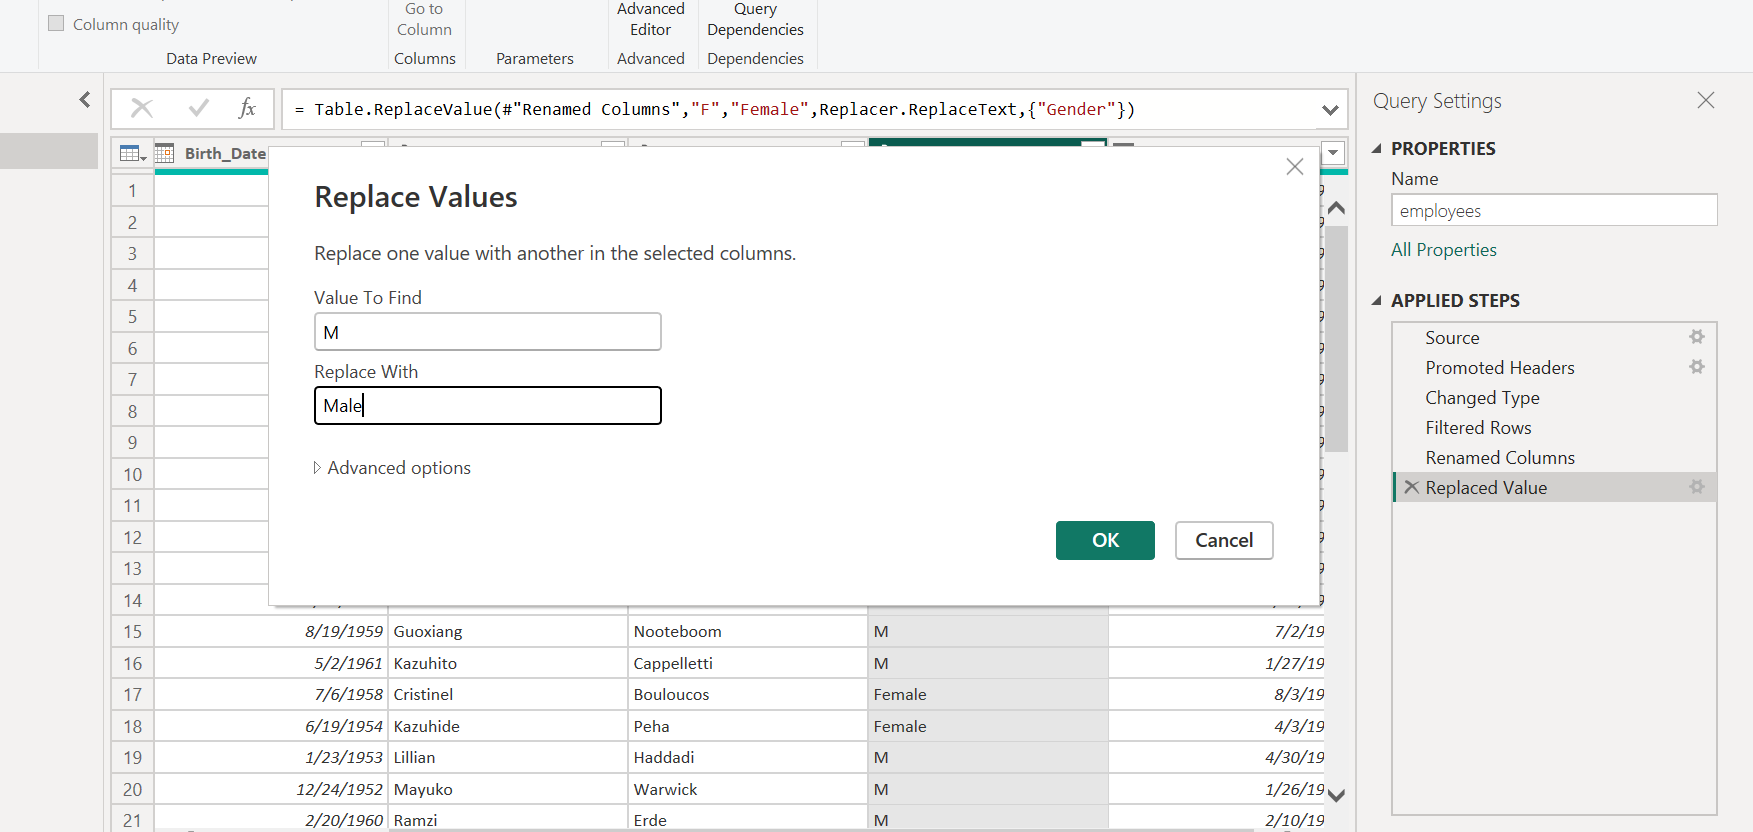 Column quality
Go to
Column
Advanced
Editor
Query
Dependencies
Data Preview
Columns
Parameters
Advanced
Dependencies
fx
= Table.ReplaceValue(#"Renamed Columns","F","Female",Replacer.ReplaceText,{"Gender"})
Birth_Date
Replace Values
Replace one value with another in the selected columns.
Value To Find
M
Replace With
Male
Advanced options
OK
Cancel
1
2
3
4
5
6
7
8
9
10
11
12
13
14
15 8/19/1959 Guoxiang Nooteboom M 7/2/19
16 5/2/1961 Kazuhito Cappelletti M 1/27/19
17 7/6/1958 Cristinel Bouloucos Female 8/3/19
18 6/19/1954 Kazuhide Peha Female 4/3/19
19 1/23/1953 Lillian Haddadi M 4/30/19
20 12/24/1952 Mayuko Warwick M 1/26/19
21 2/20/1960 Ramzi Erde M 2/10/19
Query Settings
PROPERTIES
Name
employees
All Properties
APPLIED STEPS
Source
Promoted Headers
Changed Type
Filtered Rows
Renamed Columns
Replaced Value